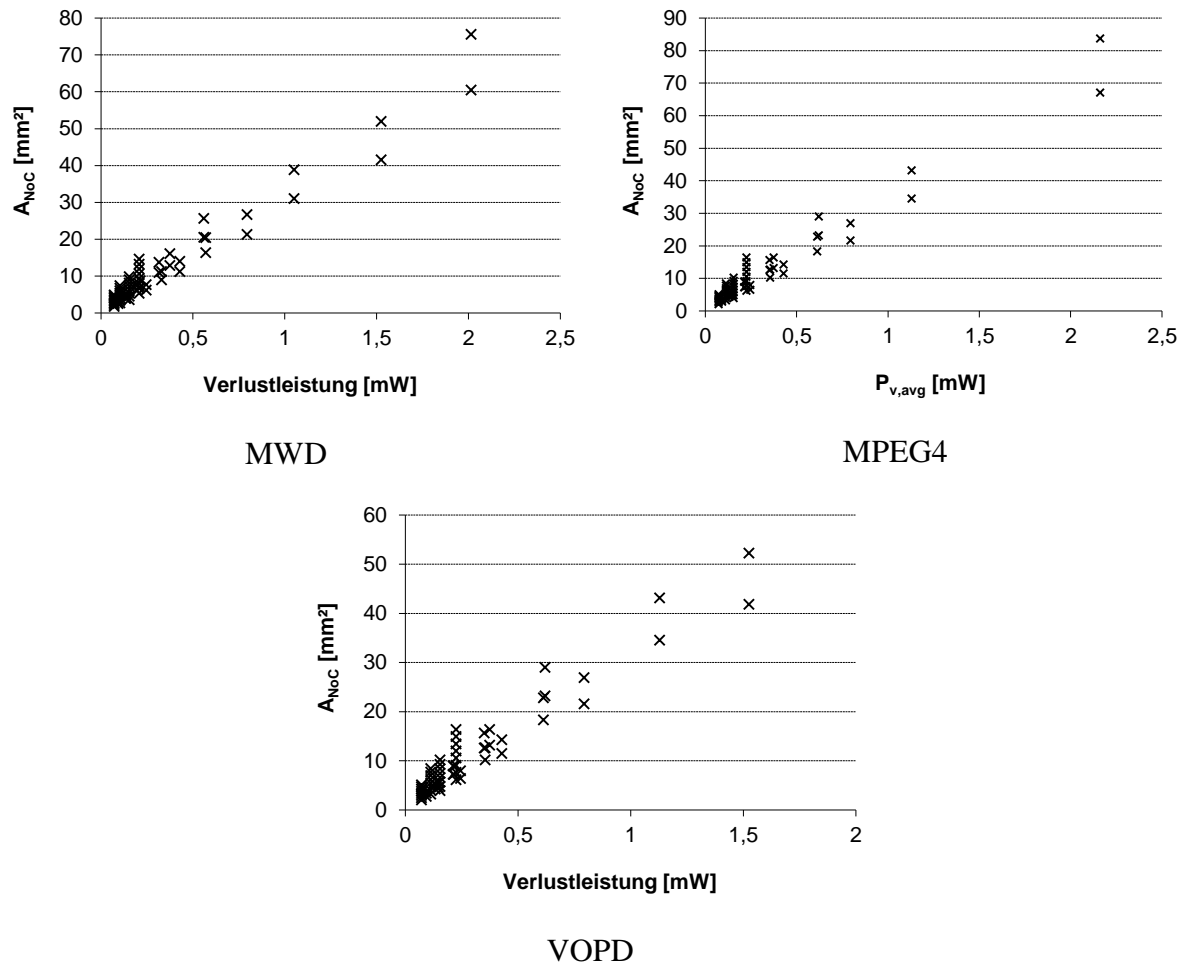 80
70
60
50
40
30
20
10
0
A_NoC [mm²]
0 0,5 1 1,5 2 2,5
Verlustleistung [mW]
MWD
90
80
70
60
50
40
30
20
10
0
A_NoC [mm²]
0 0,5 1 1,5 2 2,5
P_v,avg [mW]
MPEG4
60
50
40
30
20
10
0
A_NoC [mm²]
0 0,5 1 1,5 2
Verlustleistung [mW]
VOPD